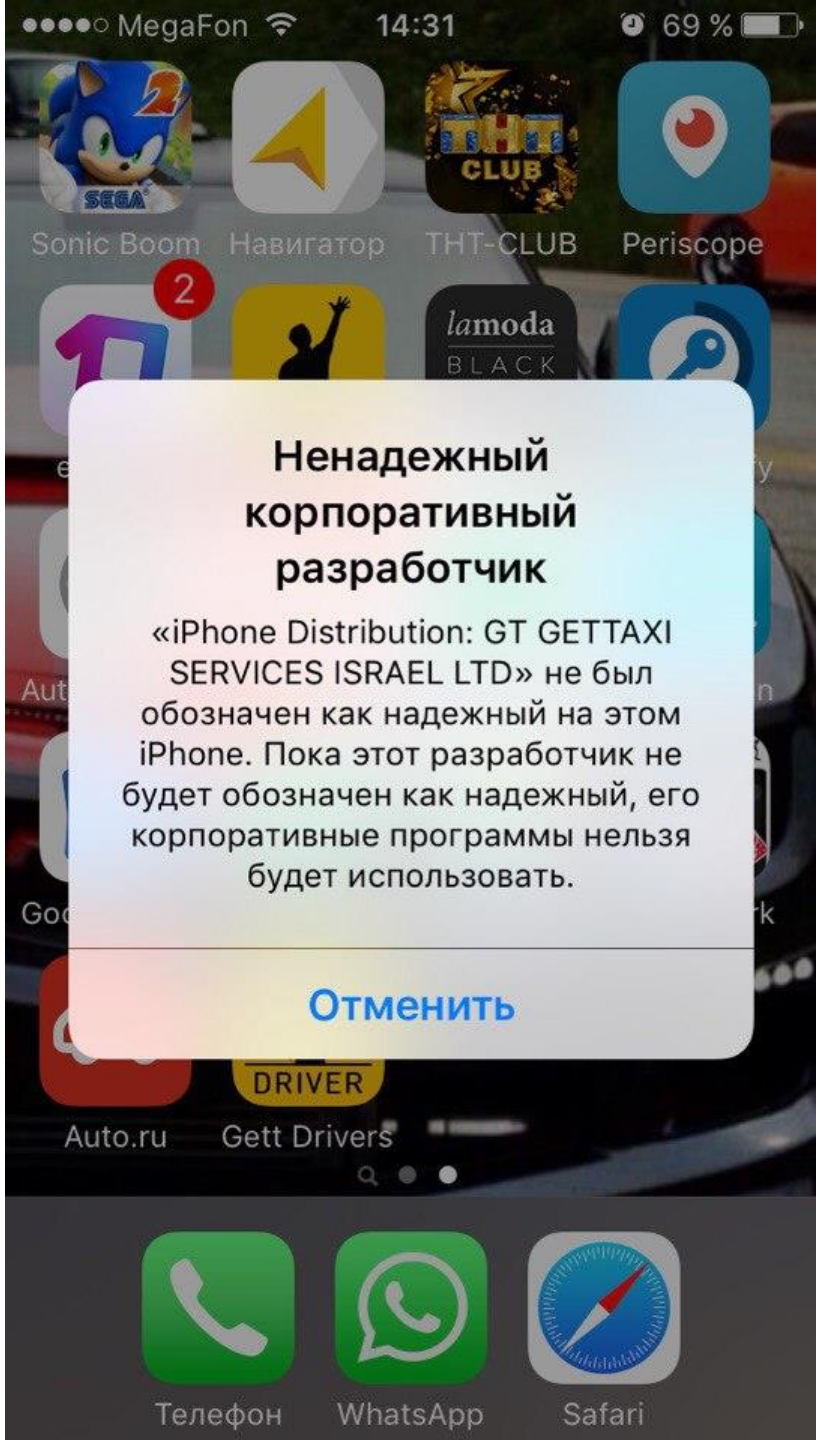 MegaFon 14:31 69 %
2
SEGA
THT
CLUB
Sonic Boom Навигатор ТНТ-CLUB Periscope
2
lamoda
BLACK
Ненадежный
корпоративный
разработчик
«iPhone Distribution: GT GETTAXI
SERVICES ISRAEL LTD» не был
обозначен как надежный на этом
iPhone. Пока этот разработчик не
будет обозначен как надежный, его
корпоративные программы нельзя
будет использовать.
Отменить
DRIVER
Auto.ru Gett Drivers
Телефон WhatsApp Safari